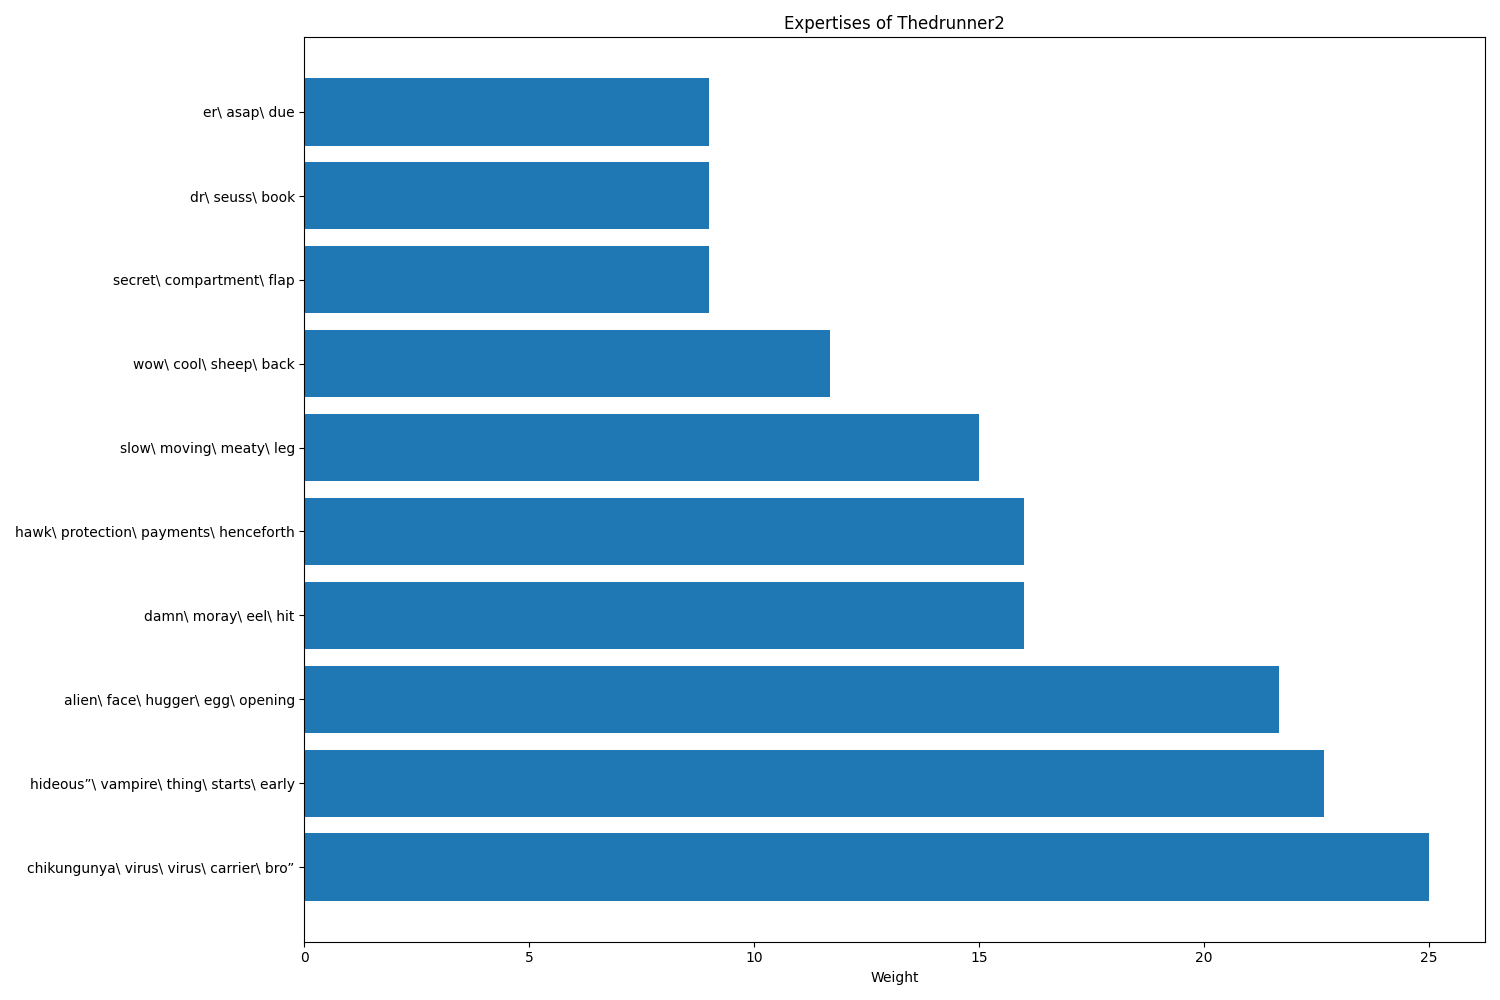 Expertises of Thedrunner2
er\ asap\ due
dr\ seuss\ book
secret\ compartment\ flap
wow\ cool\ sheep\ back
slow\ moving\ meaty\ leg
hawk\ protection\ payments\ henceforth
damn\ moray\ eel\ hit
alien\ face\ hugger\ egg\ opening
hideous”\ vampire\ thing\ starts\ early
chikungunya\ virus\ virus\ carrier\ bro”
0 5 10 15 20 25
Weight